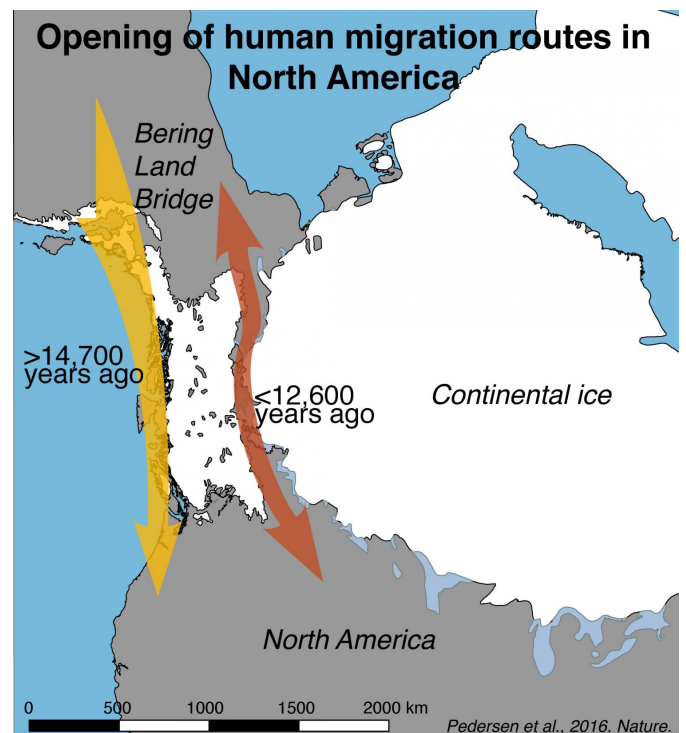 Opening of human migration routes in
North America
Bering
Land
Bridge
>14,700
years ago
<12,600
years ago
Continental ice
North America
0 500 1000 1500 2000 km
Pedersen et al., 2016. Nature.